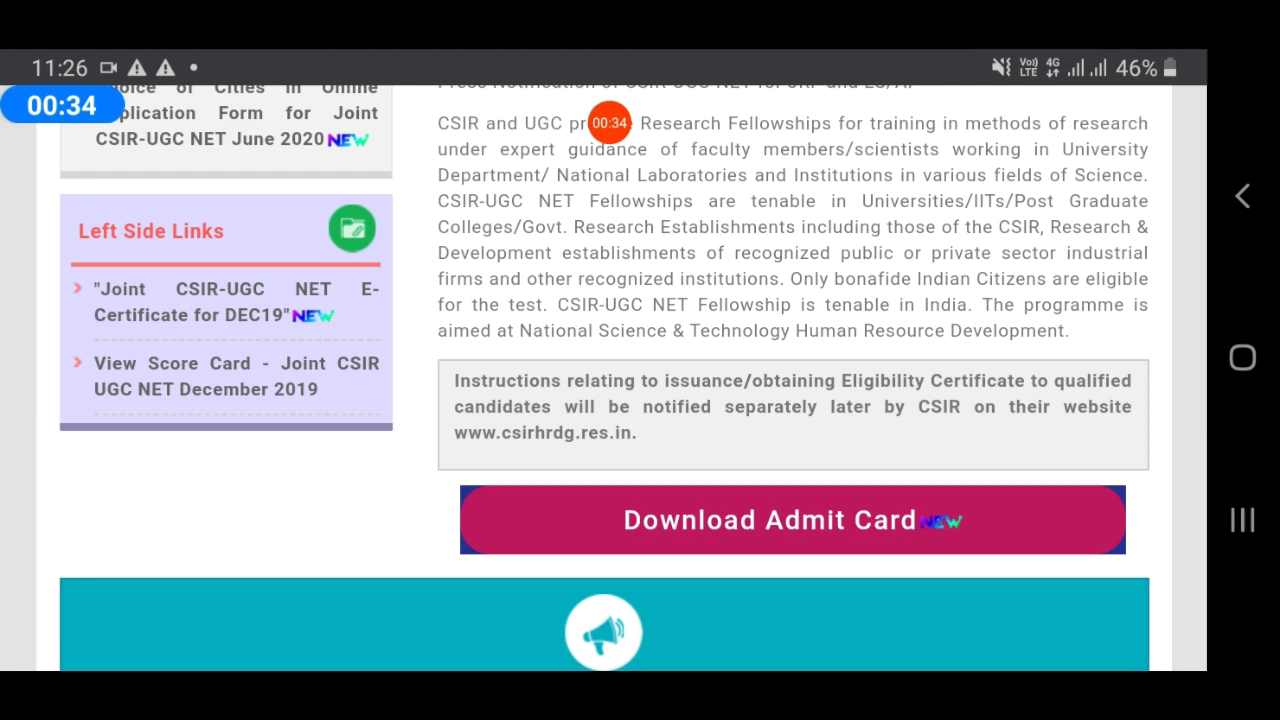 11:26
Vo) 4G
LTE
46%
00:34
of Cities in Online
plication Form for Joint
CSIR-UGC NET June 2020 NEW
Left Side Links
"Joint CSIR-UGC NET E-
Certificate for DEC19" NEW
View Score Card - Joint CSIR
UGC NET December 2019
CSIR and UGC pr 00:34 Research Fellowships for training in methods of research
under expert guidance of faculty members/scientists working in University
Department/ National Laboratories and Institutions in various fields of Science.
CSIR-UGC NET Fellowships are tenable in Universities/IITs/Post Graduate
Colleges/Govt. Research Establishments including those of the CSIR, Research &
Development establishments of recognized public or private sector industrial
firms and other recognized institutions. Only bonafide Indian Citizens are eligible
for the test. CSIR-UGC NET Fellowship is tenable in India. The programme is
aimed at National Science & Technology Human Resource Development.
Instructions relating to issuance/obtaining Eligibility Certificate to qualified
candidates will be notified separately later by CSIR on their website
www.csirhrdg.res.in.
Download Admit Card NEW